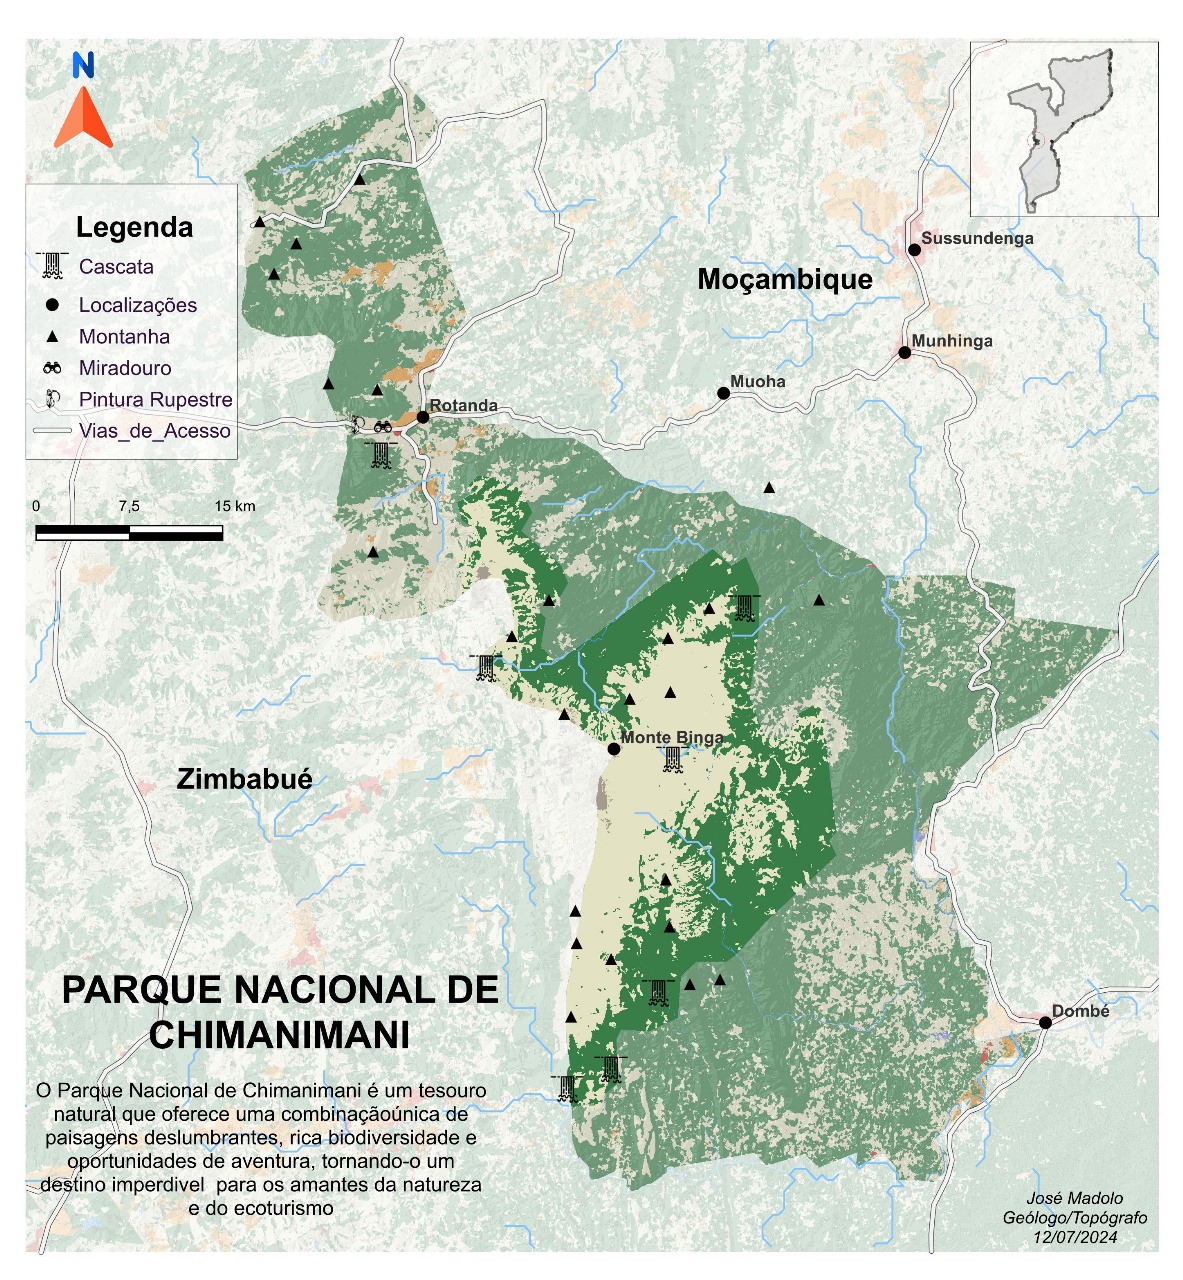 N
Legenda
Cascata
Localizações
Montanha
Miradouro
Pintura Rupestre
Vias_de_Acesso
0 7,5 15 km
Sussundenga
Moçambique
Munhinga
Muoha
Rotanda
Monte Binga
Zimbabué
Dombé
PARQUE NACIONAL DE
CHIMANIMANI
O Parque Nacional de Chimanimani é um tesouro
natural que oferece uma combinaçãoúnica de
paisagens deslumbrantes, rica biodiversidade e
oportunidades de aventura, tornando-o um
destino imperdivel  para os amantes da natureza
e do ecoturismo
José Madolo
Geólogo/Topógrafo
12/07/2024